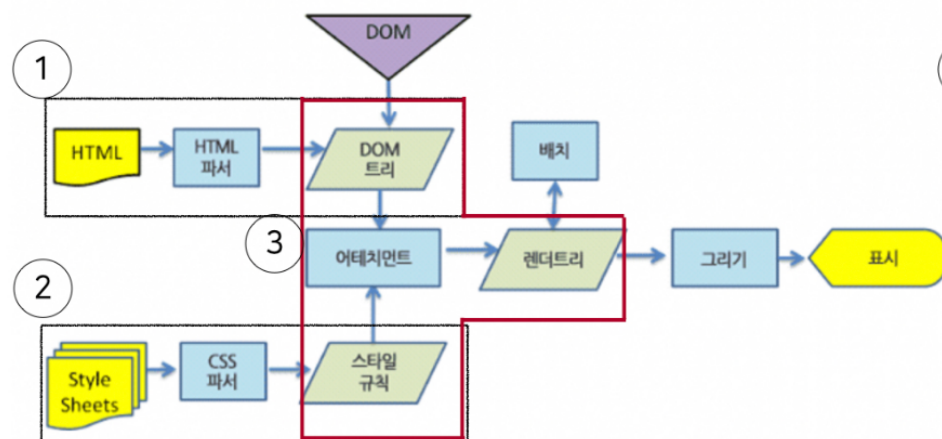 DOM
1
HTML
HTML
파서
DOM
트리
배치
3
어테치먼트
렌더트리
그리기
표시
2
Style
Sheets
CSS
파서
스타일
규칙